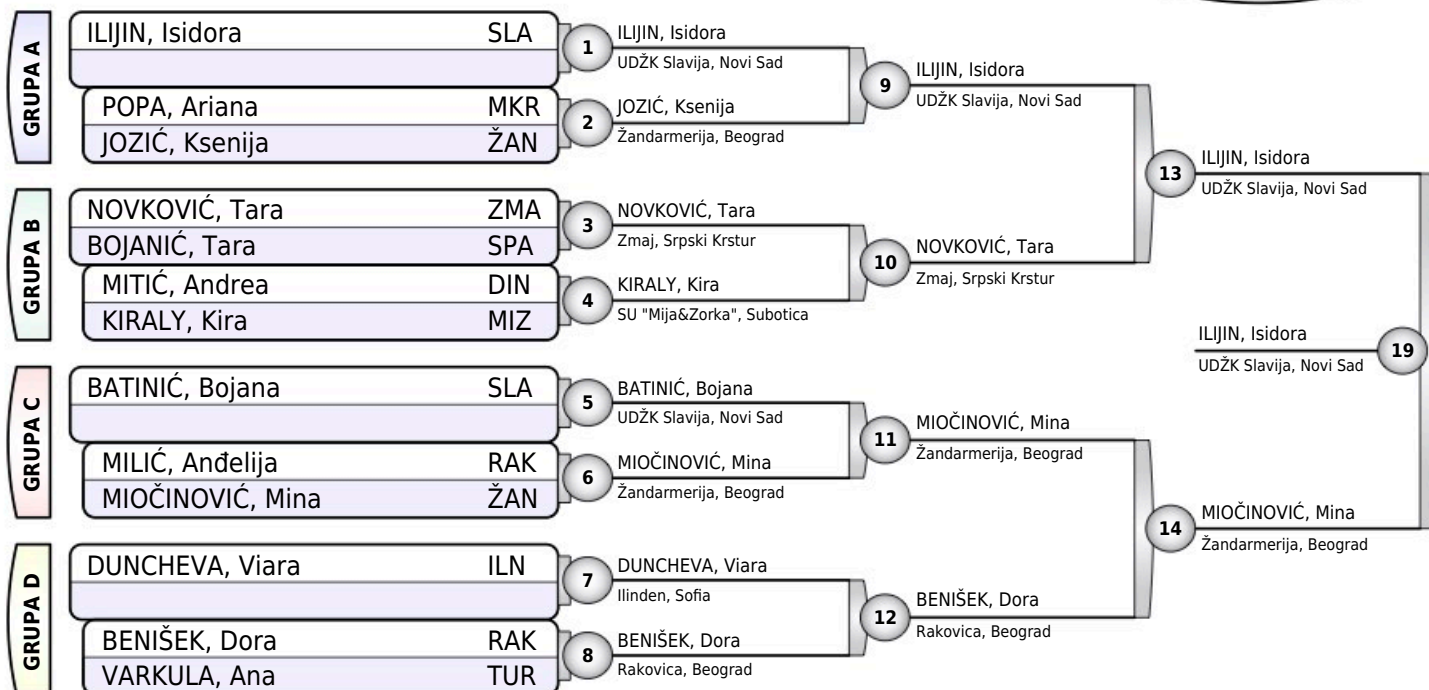 GRUPA A
ILIJIN, Isidora SLA
POPA, Ariana MKR
JOZIĆ, Ksenija ŽAN
GRUPA B
NOVKOVIĆ, Tara ZMA
BOJANIĆ, Tara SPA
MITIĆ, Andrea DIN
KIRALY, Kira MIZ
GRUPA C
BATINIĆ, Bojana SLA
MILIĆ, Anđelija RAK
MIOČINOVIĆ, Mina ŽAN
GRUPA D
DUNCHEVA, Viara ILN
BENIŠEK, Dora RAK
VARKULA, Ana TUR
1
ILIJIN, Isidora
UDŽK Slavija, Novi Sad
2
JOZIĆ, Ksenija
Žandarmerija, Beograd
3
NOVKOVIĆ, Tara
Zmaj, Srpski Krstur
4
KIRALY, Kira
SU "Mija&Zorka", Subotica
5
BATINIĆ, Bojana
UDŽK Slavija, Novi Sad
6
MIOČINOVIĆ, Mina
Žandarmerija, Beograd
7
DUNCHEVA, Viara
Ilinden, Sofia
8
BENIŠEK, Dora
Rakovica, Beograd
9
ILIJIN, Isidora
UDŽK Slavija, Novi Sad
10
NOVKOVIĆ, Tara
Zmaj, Srpski Krstur
11
MIOČINOVIĆ, Mina
Žandarmerija, Beograd
12
BENIŠEK, Dora
Rakovica, Beograd
13
ILIJIN, Isidora
UDŽK Slavija, Novi Sad
14
MIOČINOVIĆ, Mina
Žandarmerija, Beograd
ILIJIN, Isidora
UDŽK Slavija, Novi Sad
19